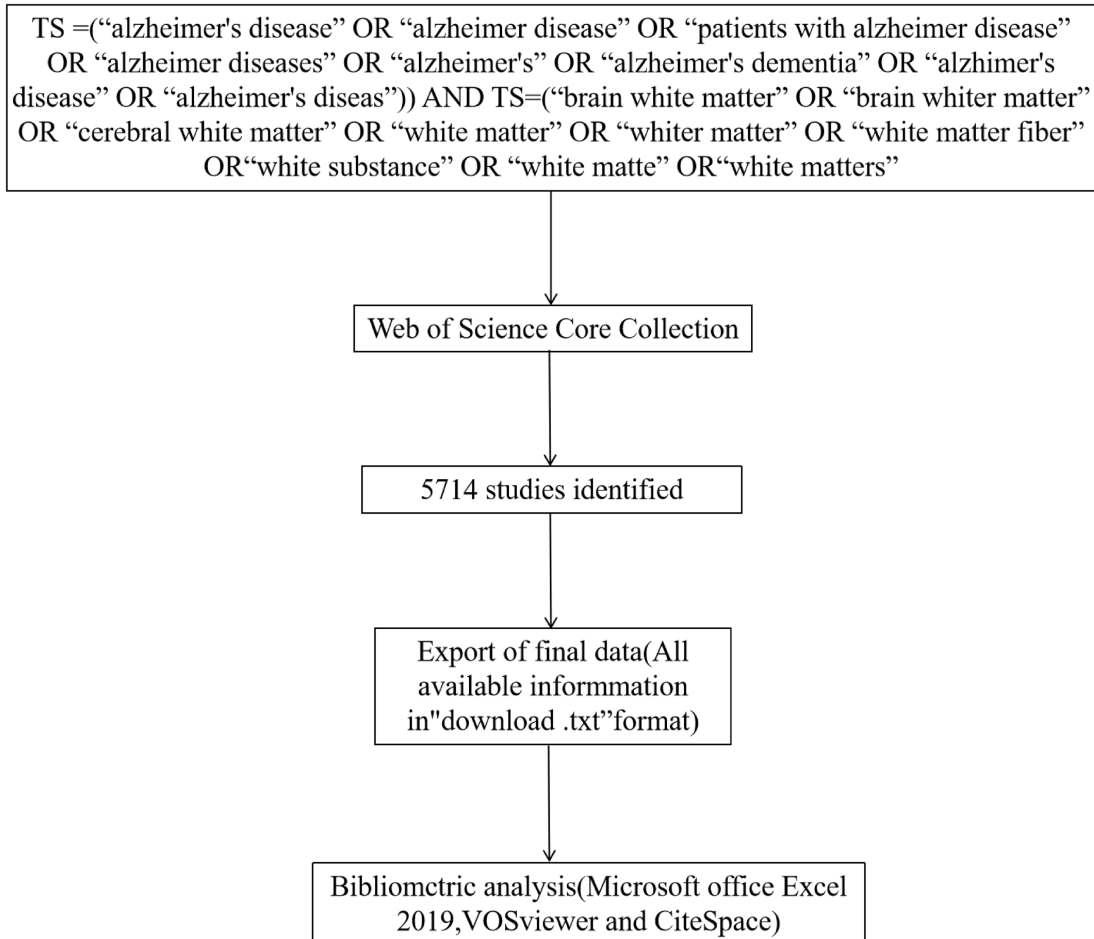 TS =(“alzheimer's disease” OR “alzheimer disease” OR “patients with alzheimer disease”
OR “alzheimer diseases” OR “alzheimer's” OR “alzheimer's dementia” OR “alzhimer's
disease” OR “alzheimer's diseas”)) AND TS=(“brain white matter” OR “brain whiter matter”
OR “cerebral white matter” OR “white matter” OR “whiter matter” OR “white matter fiber”
OR“white substance” OR “white matte” OR“white matters”
Web of Science Core Collection
5714 studies identified
Export of final data(All
available informmation
in"download .txt”format)
Bibliomctric analysis(Microsoft office Excel
2019,VOSviewer and CiteSpace)